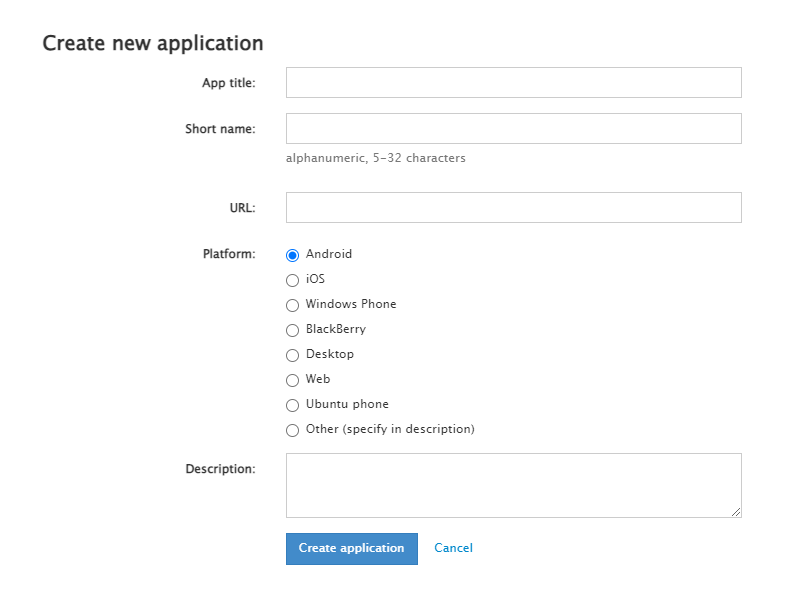 Create new application
App title:
Short name:
alphanumeric, 5-32 characters
URL:
Platform:
Android
iOS
Windows Phone
BlackBerry
Desktop
Web
Ubuntu phone
Other (specify in description)
Description:
Create application
Cancel